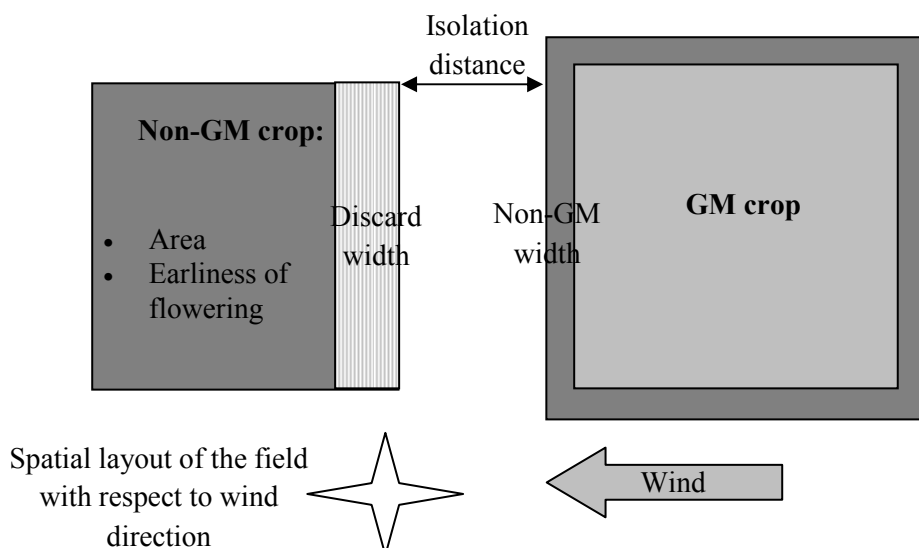 Isolation
distance
Non-GM crop:
• Area
• Earliness of
flowering
Discard
width
Non-GM
width
GM crop
Spatial layout of the field
with respect to wind
direction
Wind